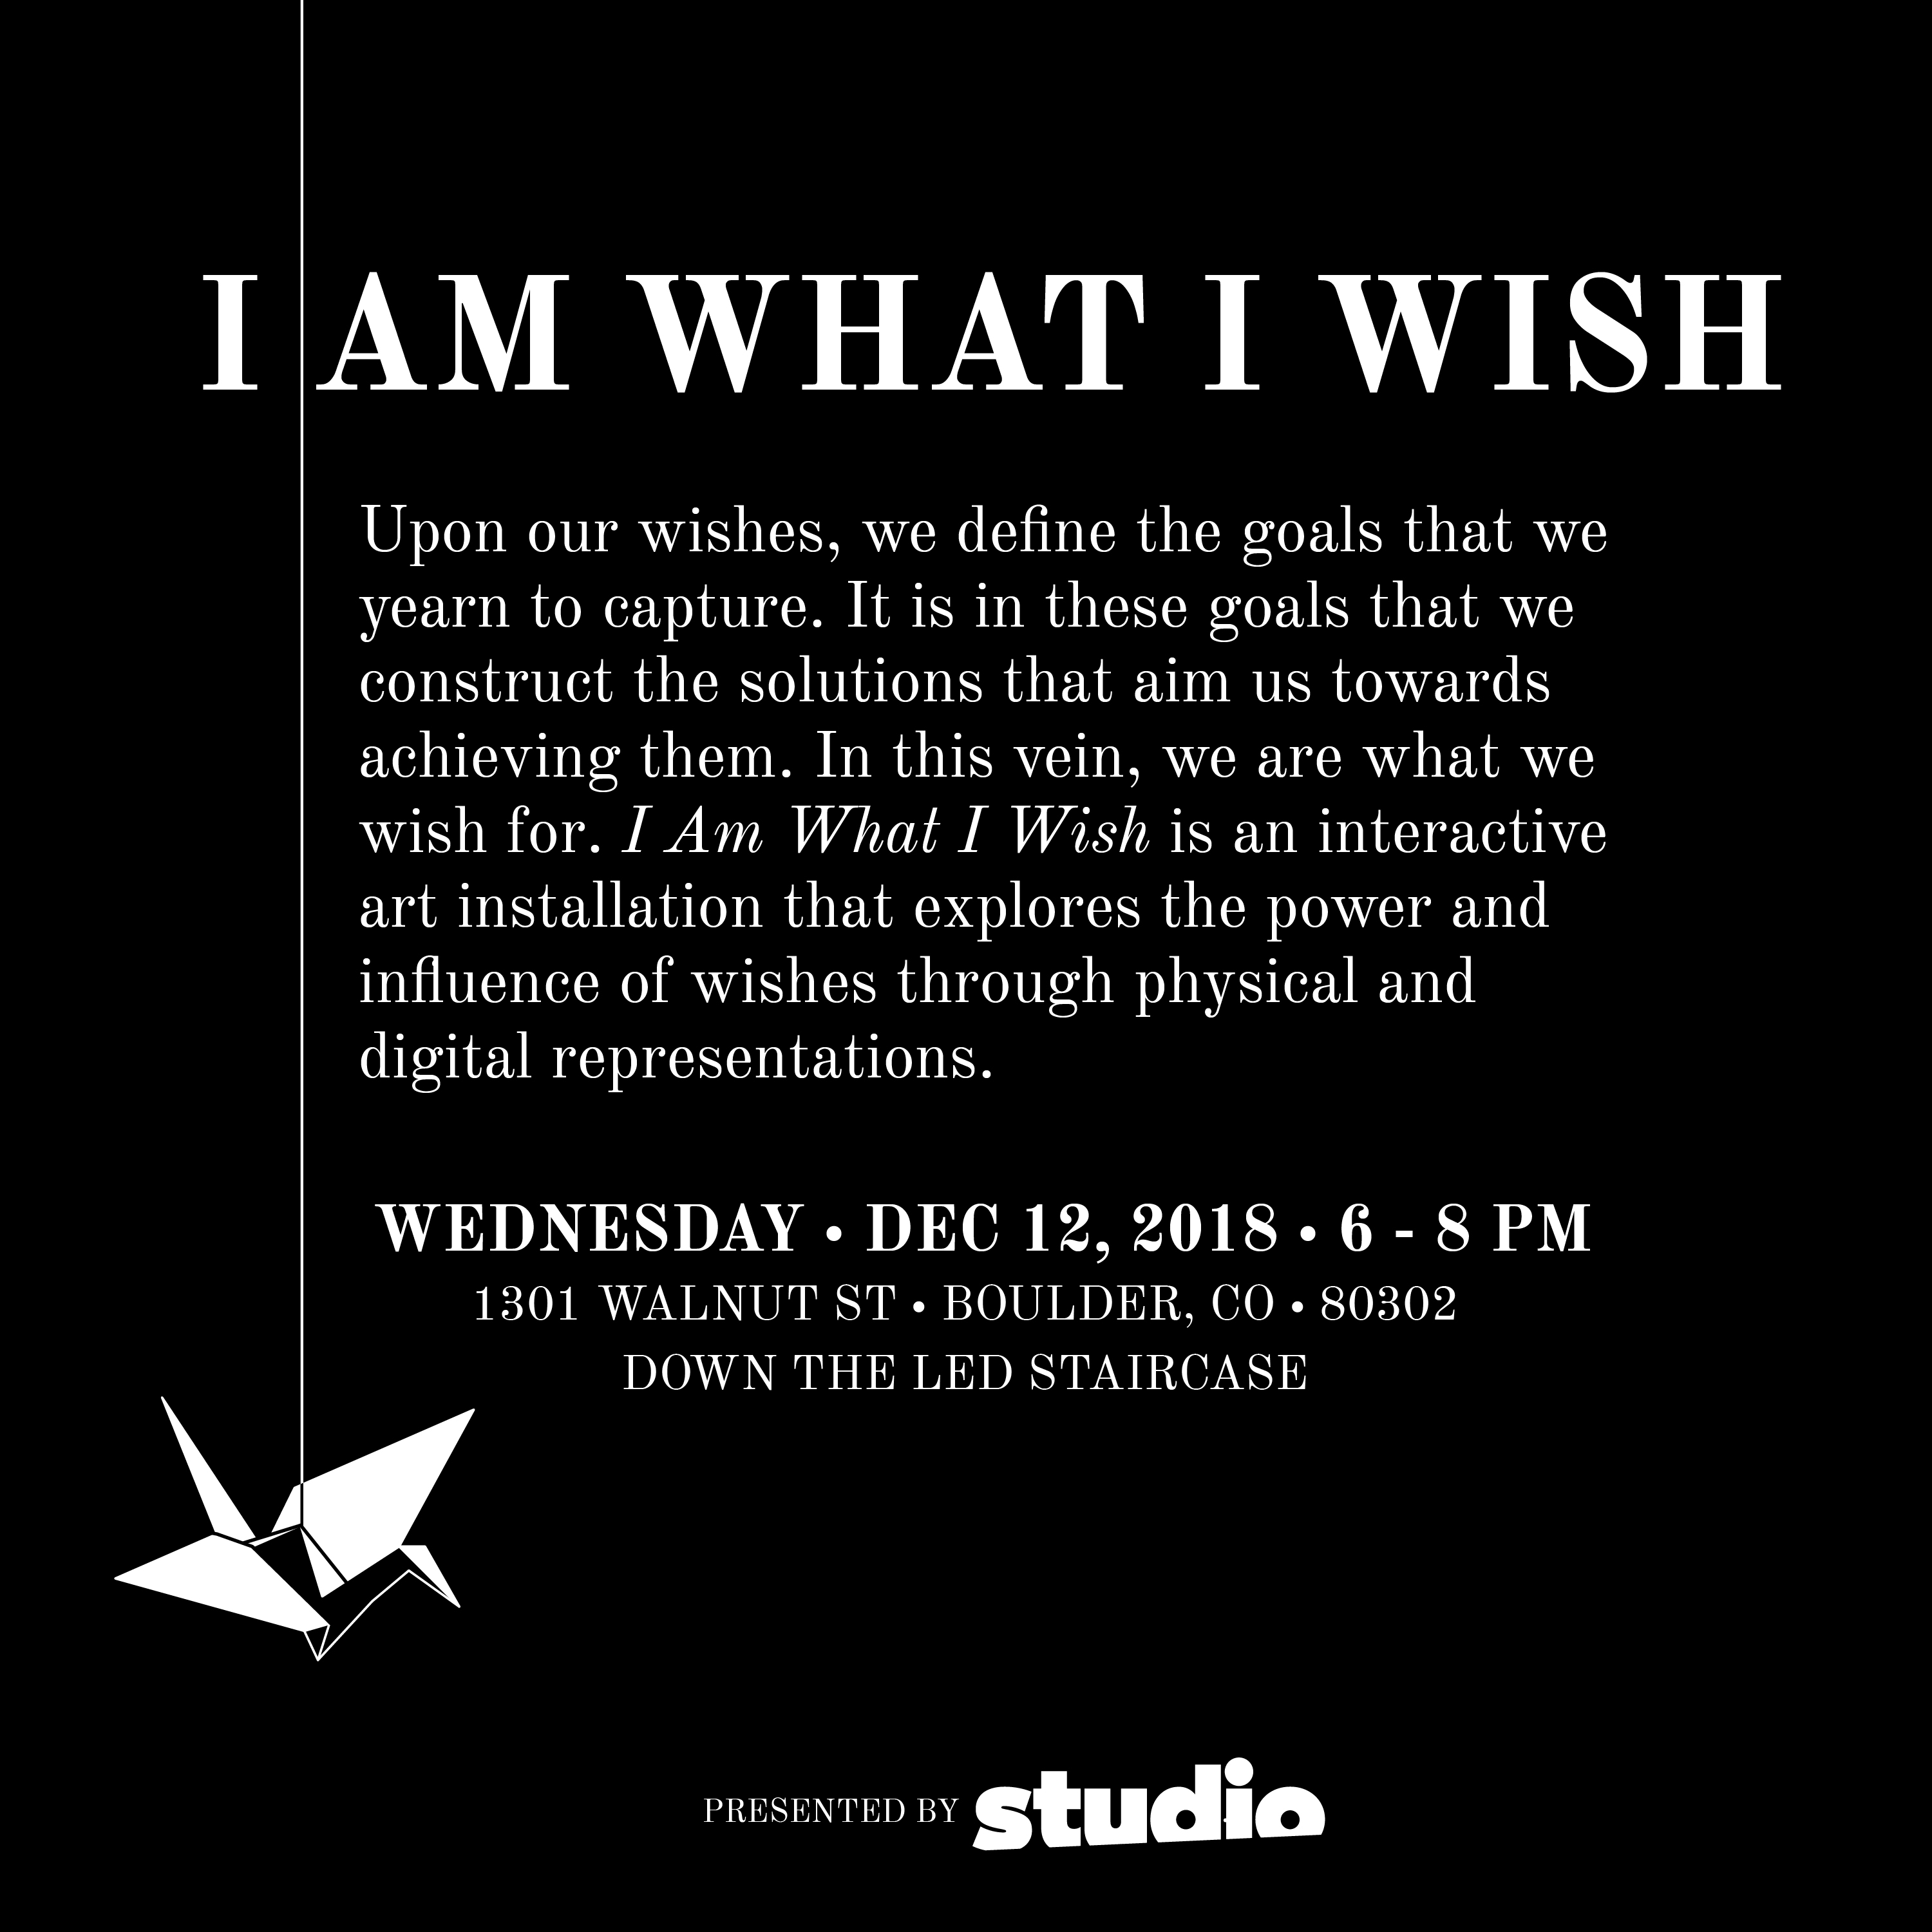 I AM WHAT I WISH
Upon our wishes, we define the goals that we
yearn to capture. It is in these goals that we
construct the solutions that aim us towards
achieving them. In this vein, we are what we
wish for. I Am What I Wish is an interactive
art installation that explores the power and
influence of wishes through physical and
digital representations.
WEDNESDAY • DEC 12, 2018 • 6 - 8 PM
1301 WALNUT ST • BOULDER, CO • 80302
DOWN THE LED STAIRCASE
PRESENTED BY studio